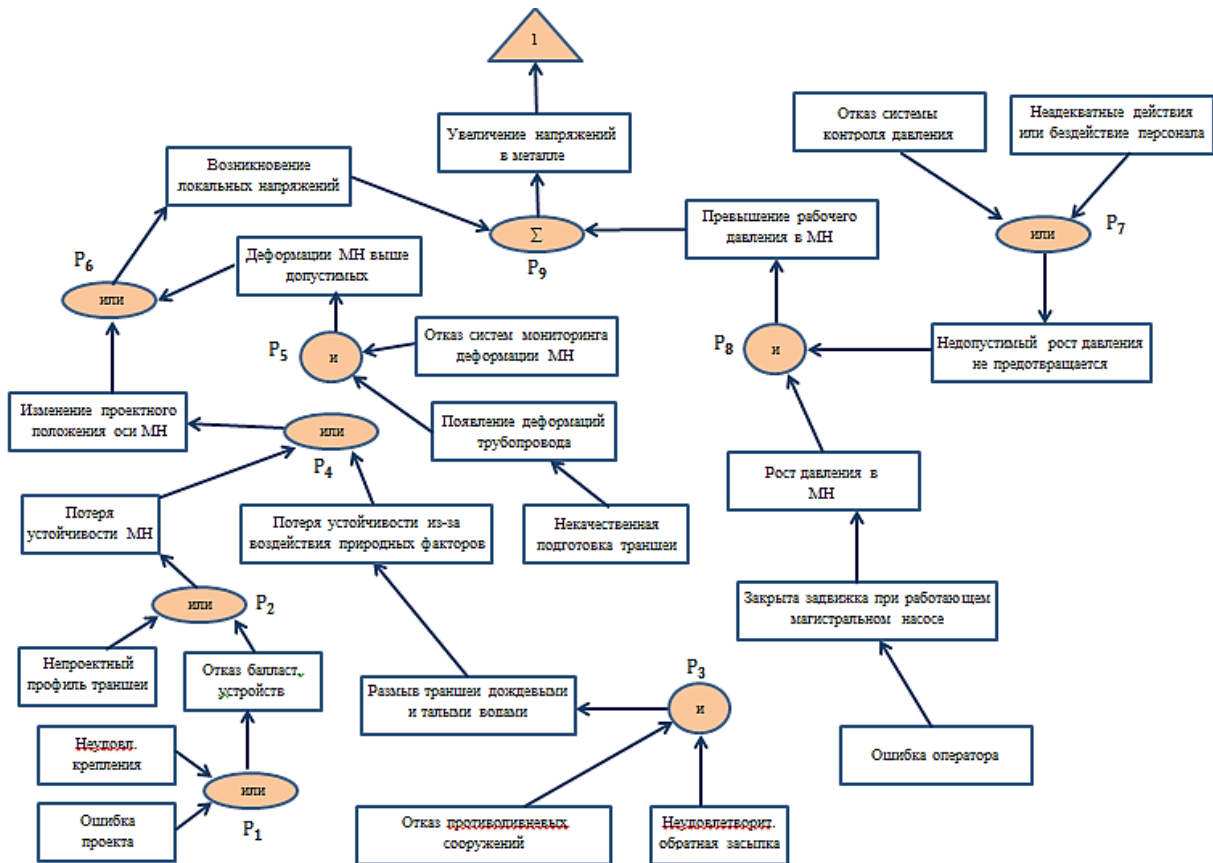 1
Увеличение напряжений
в металле
Отказ системы
контроля давления
Неадекватные действия
или бездействие персонала
Возникновение
локальных напряжений
Σ
P9
Превышение рабочего
давления в МН
или
P7
P6
или
Деформации МН выше
допустимых
P5
и
Отказ систем мониторинга
деформации МН
P8
и
Недопустимый рост давления
не предотвращается
Изменение проектного
положения оси МН
или
P4
Появление деформаций
трубопровода
Рост давления в
МН
Потеря
устойчивости МН
Потеря устойчивости из-за
воздействия природных факторов
Некачественная
подготовка траншеи
или
P2
Закрыта задвижка при работающем
магистральном насосе
Непроектный
профиль траншеи
Отказ балласт.
устройств
Размыв траншеи дождевыми
и талыми водами
P3
и
Неудовл.
крепления
Ошибка оператора
или
P1
Ошибка
проекта
Отказ противоливневых
сооружений
Неудовлетворит.
обратная засыпка